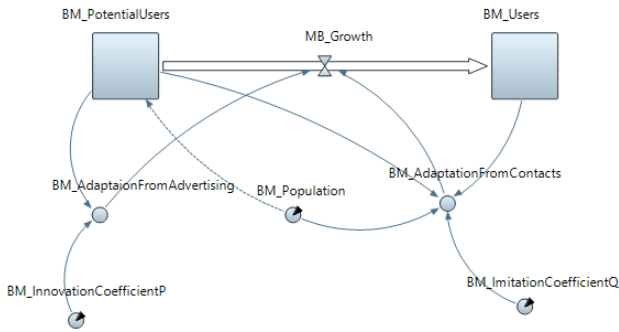 BM_PotentialUsers
MB_Growth
BM_Users
BM_AdaptaionFromAdvertising
BM_Population
BM_AdaptationFromContacts
BM_InnovationCoefficientP
BM_ImitationCoefficientQ